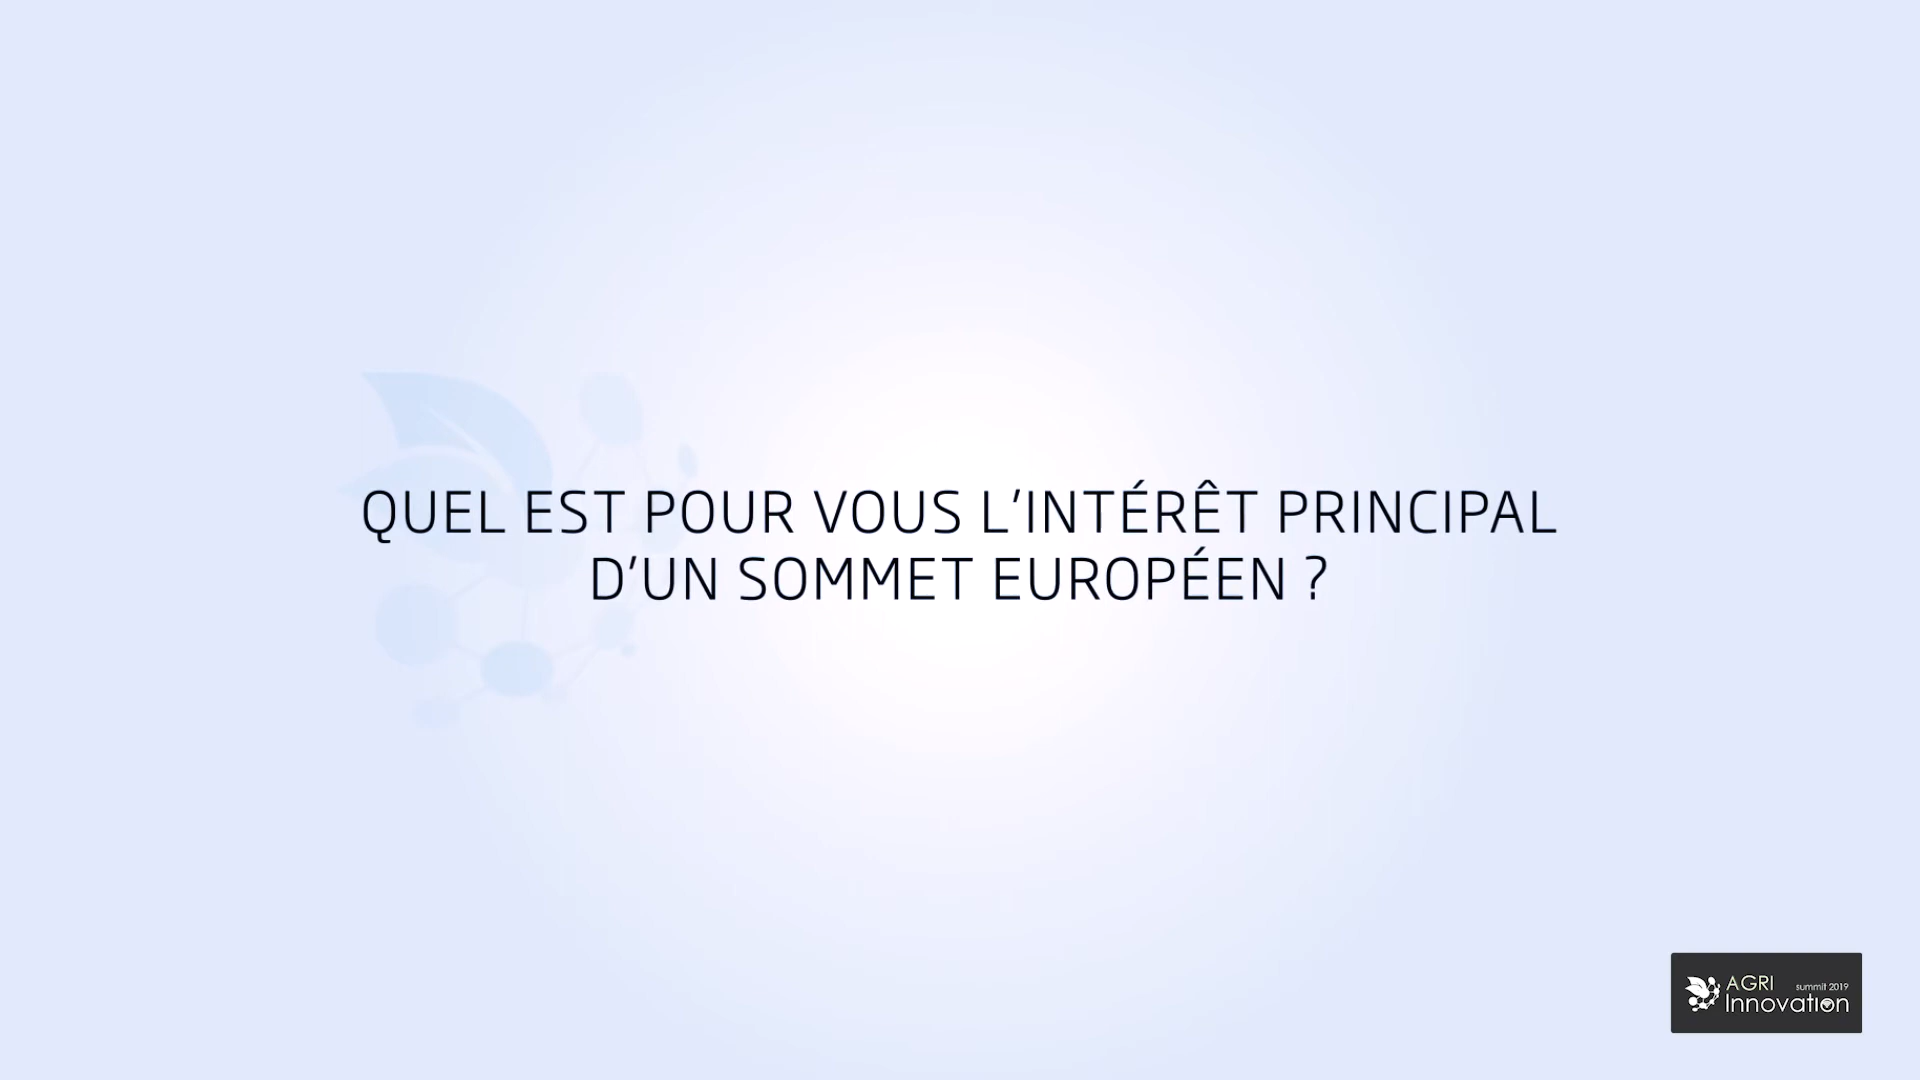 QUEL EST POUR VOUS L’INTÉRÊT PRINCIPAL
D’UN SOMMET EUROPÉEN ?
AGRI summit 2019
Innovation